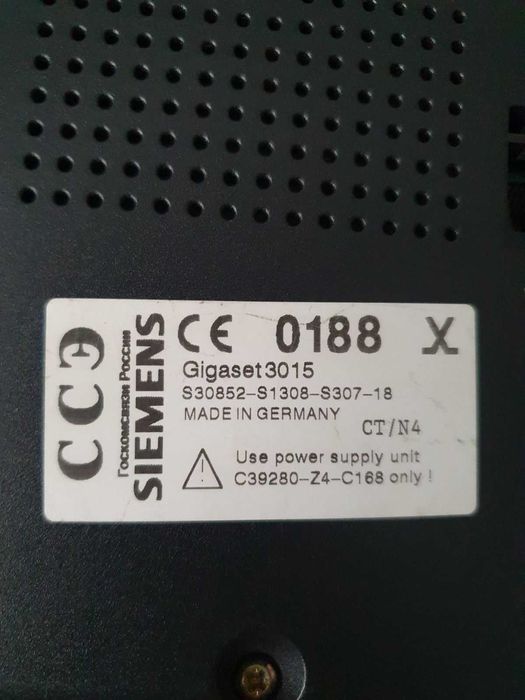 ССЭ
Госкомсвязи России
SIEMENS
CE 0188 X
Gigaset 3015
S30852-S1308-S307-18
MADE IN GERMANY
CT/N4
Use power supply unit
C39280-Z4-C168 only !